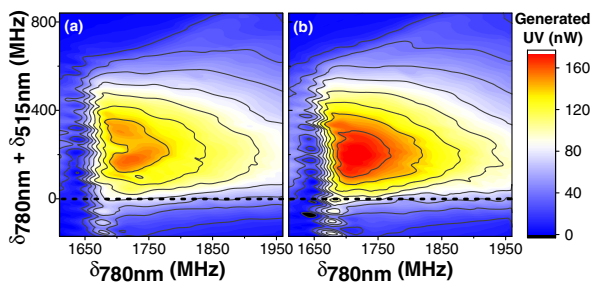 (a)
(b)
Generated
UV (nW)
800
400
0
δ780nm + δ515nm
(MHz)
1650 1750 1850 1950
1650 1750 1850 1950
δ780nm (MHz)
δ780nm (MHz)
160
120
80
40
0